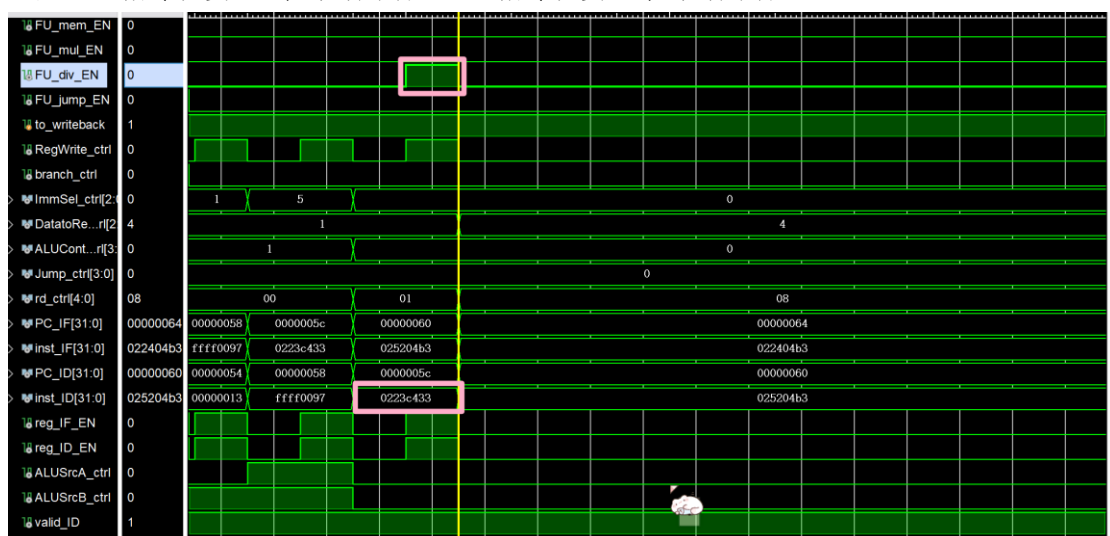 FU_mem_EN 0
FU_mul_EN 0
FU_div_EN 0
FU_jump_EN 0
to_writeback 1
RegWrite_ctrl 0
branch_ctrl 0
ImmSel_ctrl[2:0 0 1 5 0
DatatoRe...rl[2 4 1 4
ALUCont...rl[3: 0 1 0
Jump_ctrl[3:0] 0 0
rd_ctrl[4:0] 08 00 01 08
PC_IF[31:0] 00000064 00000058 0000005c 00000060 00000064
inst_IF[31:0] 022404b3 ffff0097 0223c433 025204b3 022404b3
PC_ID[31:0] 00000060 00000054 00000058 0000005c 00000060
inst_ID[31:0] 025204b3 00000013 ffff0097 0223c433 025204b3
reg_IF_EN 0
reg_ID_EN 0
ALUSrcA_ctrl 0
ALUSrcB_ctrl 0
valid_ID 1